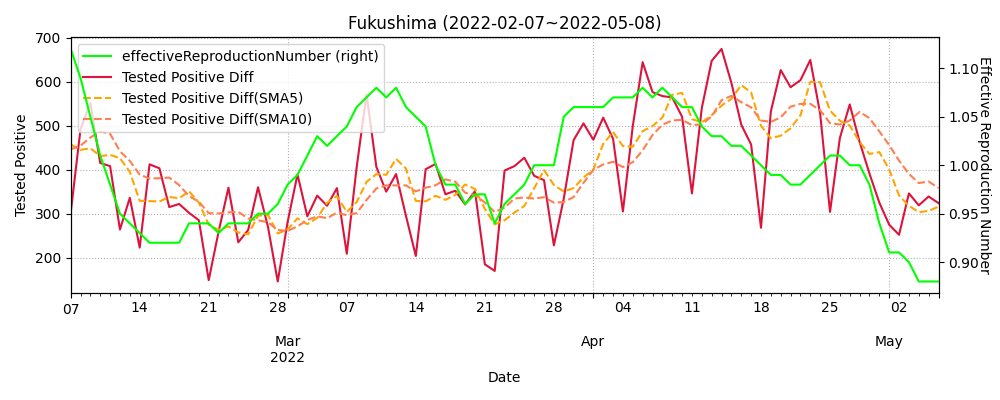 Fukushima (2022-02-07~2022-05-08)
effectiveReproductionNumber (right)
Tested Positive Diff
Tested Positive Diff(SMA5)
Tested Positive Diff(SMA10)
Tested Positive
700
600
500
400
300
200
1.10
1.05
1.00
0.95
0.90
effective Reproduction Number
07 14 21 28 07 14 21 28 04 11 18 25 02
Mar Apr May
2022
Date